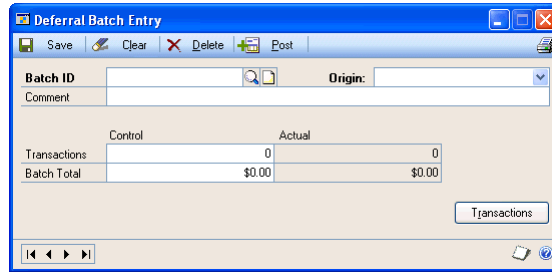 Deferral Batch Entry
Save Clear Delete Post
Batch ID Origin:
Comment
Control Actual
Transactions 0 0
Batch Total $0.00 $0.00
Transactions